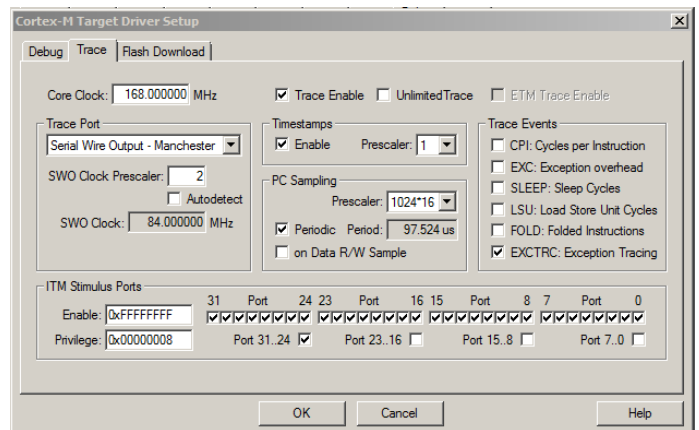 Cortex-M Target Driver Setup
Debug Trace Flash Download
Core Clock: 168.000000 MHz Trace Enable UnlimitedTrace ETM Trace Enable
Trace Port Timestamps Trace Events
Serial Wire Output - Manchester Enable Prescaler: 1 CPI: Cycles per Instruction
SWO Clock Prescaler: 2 EXC: Exception overhead
Autodetect PC Sampling SLEEP: Sleep Cycles
SWO Clock: 84.000000 MHz Prescaler: 1024*16 LSU: Load Store Unit Cycles
Periodic Period: 97.524 us FOLD: Folded Instructions
on Data R/W Sample EXCTRC: Exception Tracing
ITM Stimulus Ports
31 Port 24 23 Port 16 15 Port 8 7 Port 0
Enable: 0xFFFFFFFF
Privilege: 0x00000008 Port 31..24 Port 23..16 Port 15..8 Port 7..0
OK Cancel Help